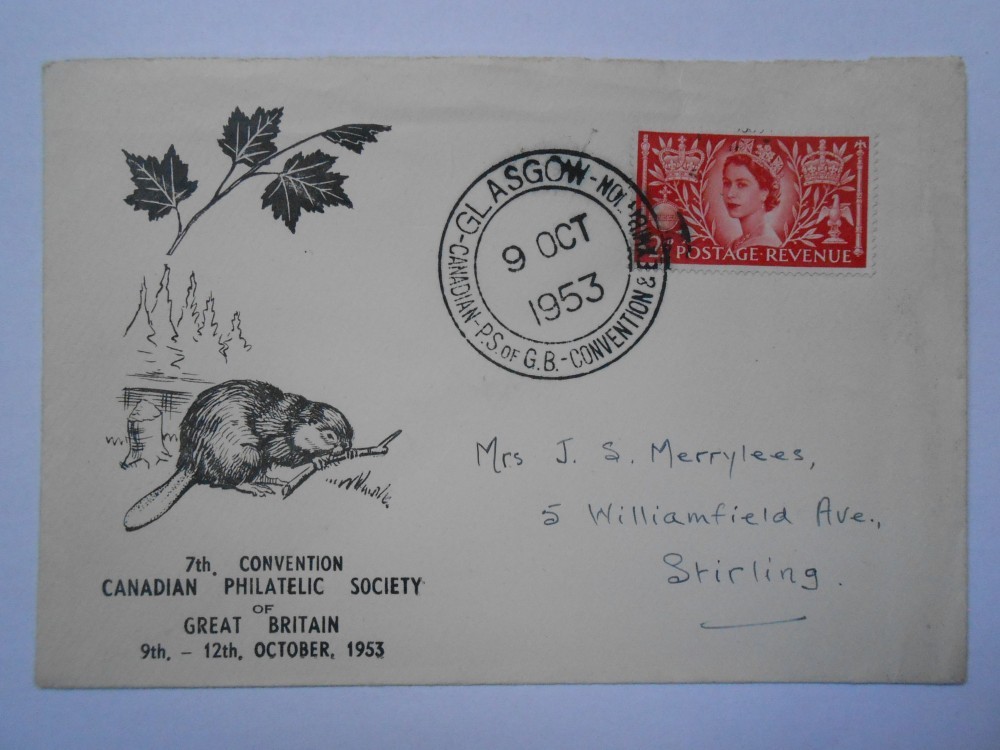 GLASGOW
CANADIAN-P.S. OF G.B.-CONVENTION
9 OCT
1953
POSTAGE·REVENUE
Mrs J. S. Merrylees,
5 Williamfield Ave.,
Stirling.
7th. CONVENTION
CANADIAN PHILATELIC SOCIETY
OF
GREAT BRITAIN
9th. – 12th. OCTOBER, 1953